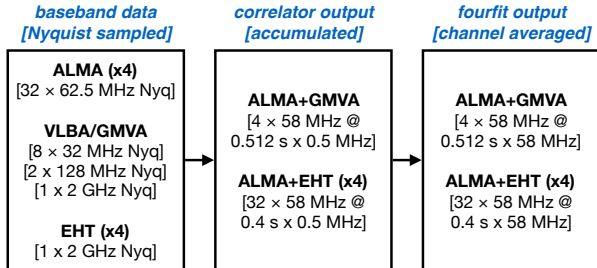 baseband data
[Nyquist sampled]
ALMA (x4)
[32 × 62.5 MHz Nyq]
VLBA/GMVA
[8 × 32 MHz Nyq]
[2 x 128 MHz Nyq]
[1 x 2 GHz Nyq]
EHT (x4)
[1 x 2 GHz Nyq]
correlator output
[accumulated]
ALMA+GMVA
[4 × 58 MHz @
0.512 s x 0.5 MHz]
ALMA+EHT (x4)
[32 × 58 MHz @
0.4 s x 0.5 MHz]
fourfit output
[channel averaged]
ALMA+GMVA
[4 × 58 MHz @
0.512 s x 58 MHz]
ALMA+EHT (x4)
[32 × 58 MHz @
0.4 s x 58 MHz]